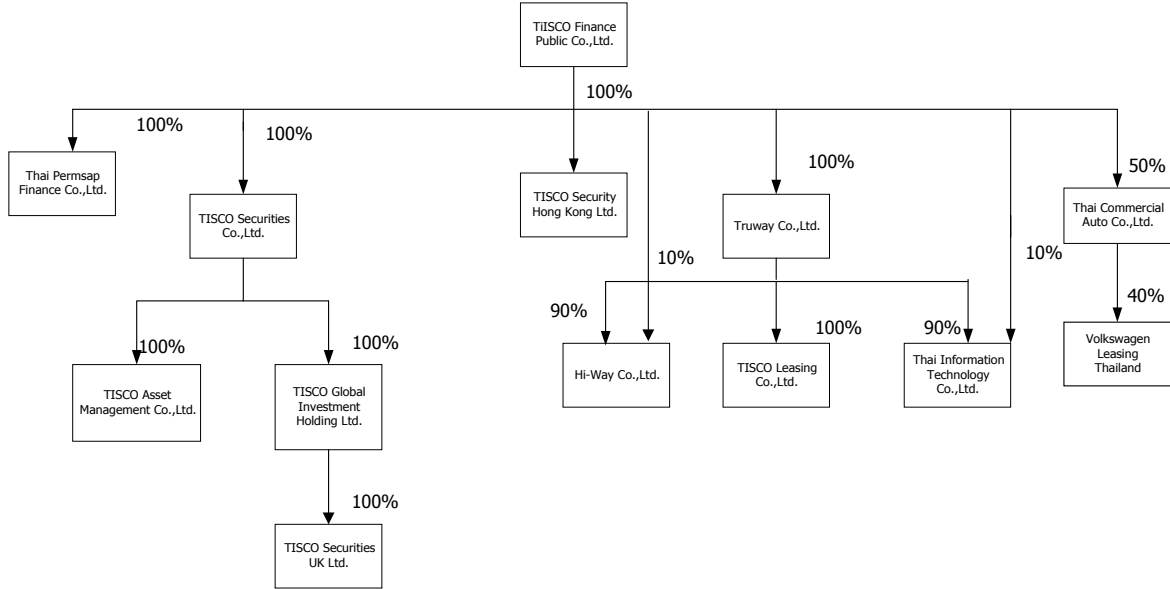 TiISCO Finance
Public Co.,Ltd.
100%
100%
100%
100%
50%
Thai Permsap
Finance Co.,Ltd.
TISCO Securities
Co.,Ltd.
TISCO Security
Hong Kong Ltd.
Truway Co.,Ltd.
Thai Commercial
Auto Co.,Ltd.
10%
10%
90%
100%
90%
40%
100%
100%
TISCO Asset
Management Co.,Ltd.
TISCO Global
Investment
Holding Ltd.
Hi-Way Co.,Ltd.
TISCO Leasing
Co.,Ltd.
Thai Information
Technology
Co.,Ltd.
Volkswagen
Leasing
Thailand
100%
TISCO Securities
UK Ltd.